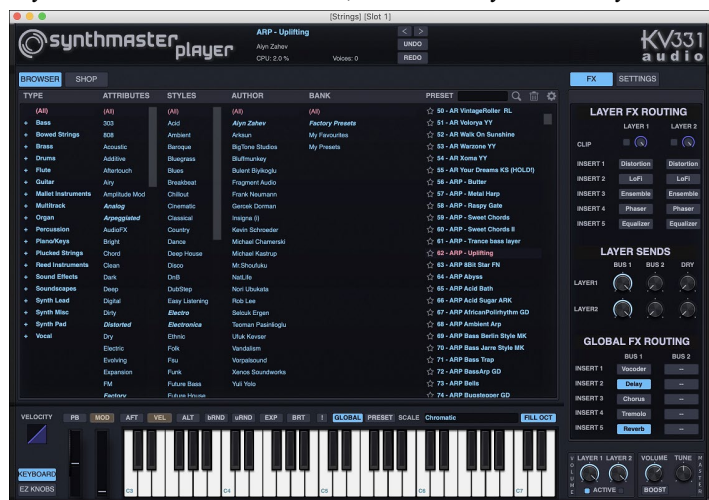 [Strings] [Slot 1]
synthmaster player
ARP - Uplifting
Aiyn Zahev
CPU: 2.0 % Voices: 0
< >
UNDO
REDO
KV331 audio
BROWSER SHOP
FX SETTINGS
TYPE ATTRIBUTES STYLES AUTHOR BANK PRESET
(All) (All) (All) (All) (All) 50 - AR VintageRoller RL
+ Bass 303 Acid Aiyn Zahev Factory Presets 51 - AR Velorya YY
+ Bowed Strings 808 Ambient Arksun My Favourites 52 - AR Walk On Sunshine
+ Brass Acoustic Baroque BigTone Studios My Presets 53 - AR Warzone YY
+ Drums Additive Bluegrass Bluffmunkey 54 - AR Xoma YY
+ Flute Aftertouch Blues Bulent Biyikoglu 55 - AR Your Dreams KS (HOLD!)
+ Guitar Airy Breakbeat Fragment Audio 56 - ARP - Butter
+ Mallet Instruments Amplitude Mod Chillout Frank Neumann 57 - ARP - Metal Harp
+ Multitrack Analog Cinematic Gercek Dorman 58 - ARP - Raspy Gate
+ Organ Arpeggiated Classical Insigna (i) 59 - ARP - Sweet Chords
+ Percussion AudioFX Country Kevin Schroeder 60 - ARP - Sweet Chords II
+ Piano/Keys Bright Dance Michael Chamerski 61 - ARP - Trance bass layer
+ Plucked Strings Chord Deep House Michael Kastrup 62 - ARP - Uplifting
+ Reed Instruments Clean Disco Mr.Shoufuku 63 - ARP 8Bit Star FN
+ Sound Effects Dark DnB NatLife 64 - ARP Abyss
+ Soundscapes Deep DubStep Nori Ubukata 65 - ARP Acid Bath
+ Synth Lead Digital Easy Listening Rob Lee 66 - ARP Acid Sugar ARK
+ Synth Misc Dirty Electro Selcuk Ergen 67 - ARP AfricanPolirhythm GD
+ Synth Pad Distorted Electronica Teoman Pasinlioglu 68 - ARP Ambient Arp
+ Vocal Dry Ethnic Ufuk Kevser 69 - ARP Bass Berlin Style MK
Electric Folk Vandalism 70 - ARP Bass Jarre Style MK
Evolving Fsu Vorpalsound 71 - ARP Bass Trap
Expansion Funk Xenos Soundworks 72 - ARP BassArp GD
FM Future Bass Yuli Yolo 73 - ARP Bells
Factory Future House 74 - ARP Bugstepper GD
LAYER FX ROUTING
LAYER 1 LAYER 2
CLIP
INSERT 1 Distortion Distortion
INSERT 2 LoFi LoFi
INSERT 3 Ensemble Ensemble
INSERT 4 Phaser Phaser
INSERT 5 Equalizer Equalizer
LAYER SENDS
BUS 1 BUS 2 DRY
LAYER1
LAYER2
GLOBAL FX ROUTING
BUS 1 BUS 2
INSERT 1 Vocoder --
INSERT 2 Delay --
INSERT 3 Chorus --
INSERT 4 Tremolo --
INSERT 5 Reverb --
VELOCITY PB MOD AFT VEL ALT bRND uRND EXP BRT ! GLOBAL PRESET SCALE Chromatic FILL OCT
KEYBOARD
EZ KNOBS
C3 C4 C5 C6 C7
VOLUME LAYER 1 LAYER 2 VOLUME TUNE MASTER
ACTIVE BOOST